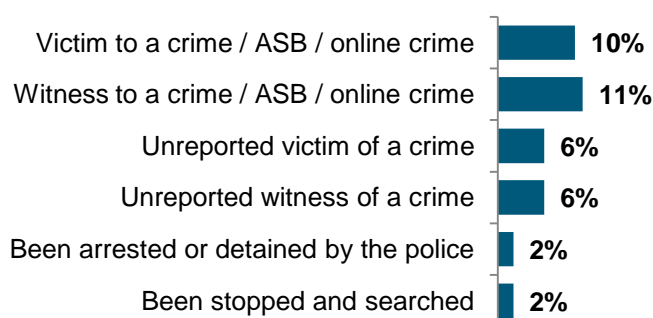 Victim to a crime / ASB / online crime 10%
Witness to a crime / ASB / online crime 11%
Unreported victim of a crime 6%
Unreported witness of a crime 6%
Been arrested or detained by the police 2%
Been stopped and searched 2%